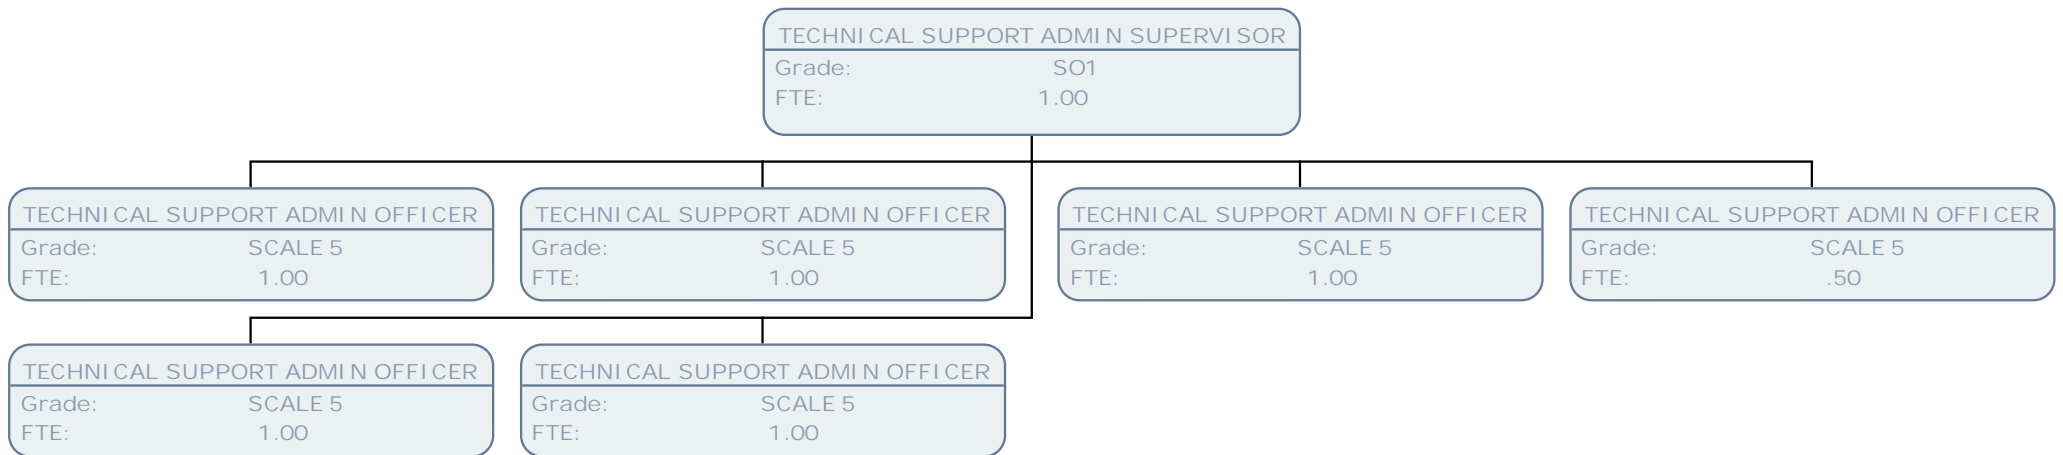 TECHNICAL SUPPORT ADMIN SUPERVISOR
Grade: SO1
FTE: 1.00
TECHNICAL SUPPORT ADMIN OFFICER
Grade: SCALE 5
FTE: 1.00
TECHNICAL SUPPORT ADMIN OFFICER
Grade: SCALE 5
FTE: 1.00
TECHNICAL SUPPORT ADMIN OFFICER
Grade: SCALE 5
FTE: 1.00
TECHNICAL SUPPORT ADMIN OFFICER
Grade: SCALE 5
FTE: .50
TECHNICAL SUPPORT ADMIN OFFICER
Grade: SCALE 5
FTE: 1.00
TECHNICAL SUPPORT ADMIN OFFICER
Grade: SCALE 5
FTE: 1.00